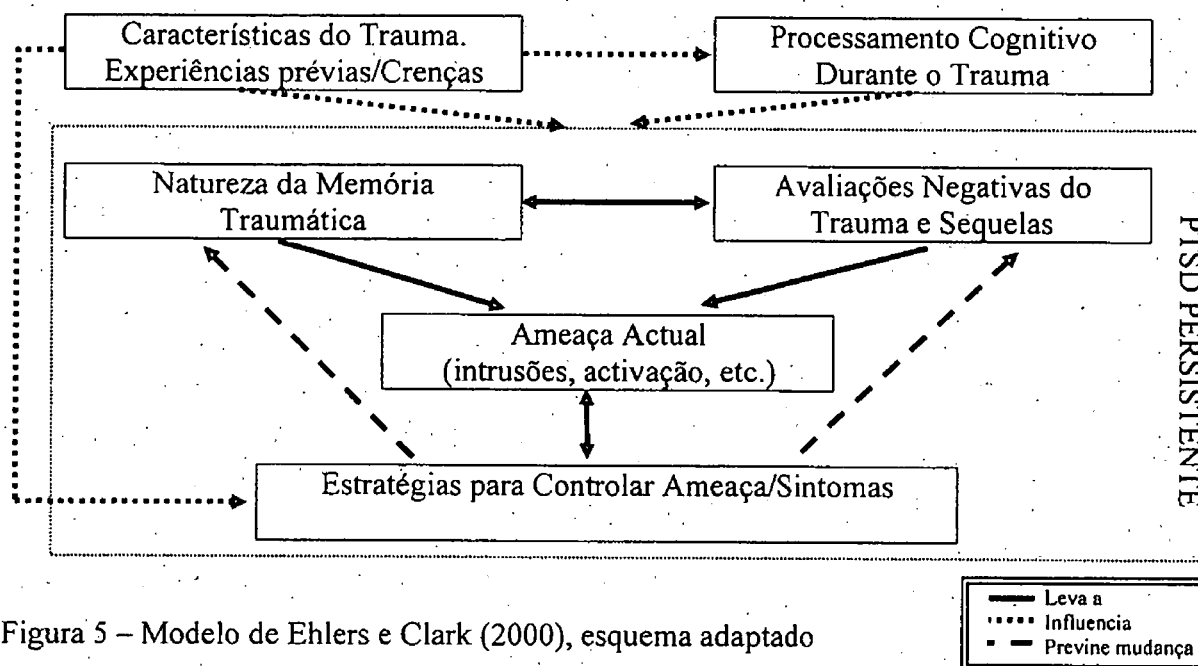 Características do Trauma.
Experiências prévias/Crenças
Processamento Cognitivo
Durante o Trauma
Natureza da Memória
Traumática
Avaliações Negativas do
Trauma e Sequelas
Ameaça Actual
(intrusões, activação, etc.)
Estratégias para Controlar Ameaça/Sintomas
PTSD PERSISTENTE
Figura 5 – Modelo de Ehlers e Clark (2000), esquema adaptado
Leva a
Influencia
Previne mudança